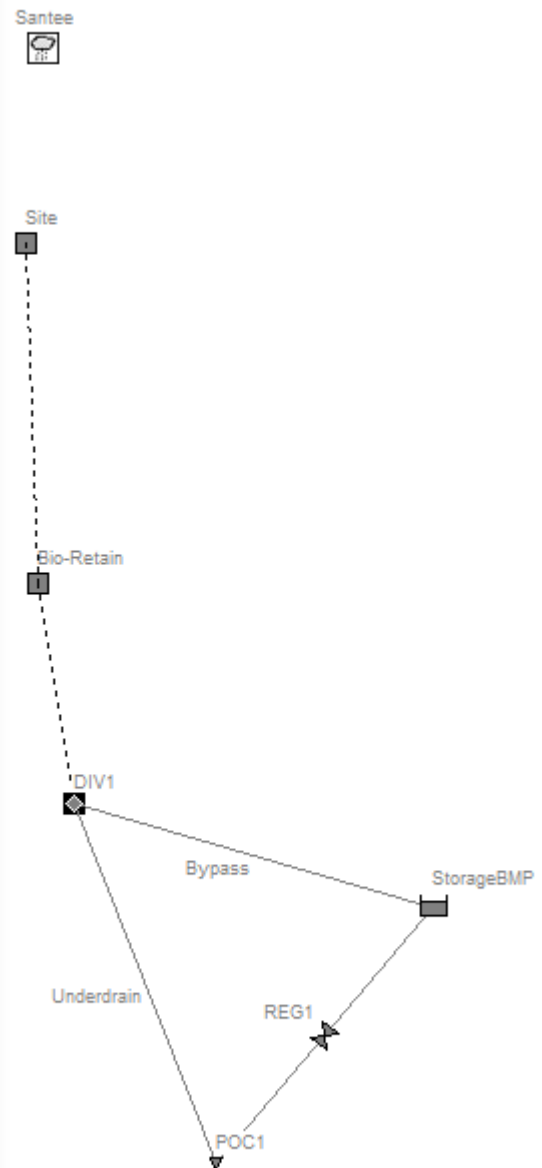 Santee
Site
Bio-Retain
DIV1
Bypass
StorageBMP
Underdrain
REG1
POC1